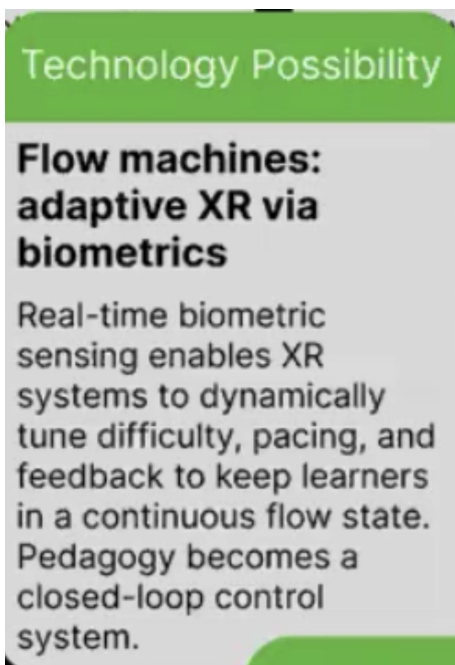 Technology Possibility
Flow machines:
adaptive XR via
biometrics
Real-time biometric
sensing enables XR
systems to dynamically
tune difficulty, pacing, and
feedback to keep learners
in a continuous flow state.
Pedagogy becomes a
closed-loop control
system.